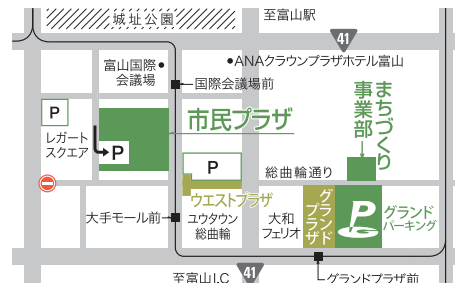 城址公園
至富山駅
41
ANAクラウンプラザホテル富山
富山国際
会議場
国際会議場前
P
レガート
スクエア
P
市民プラザ
P
まちづくり
事業部
総曲輪通り
ウエストプラザ
大手モール前
ユウタウン
総曲輪
大和
フェリオ
グランド
プラザ
P
グランド
パーキング
至富山I.C
41
グランドプラザ前